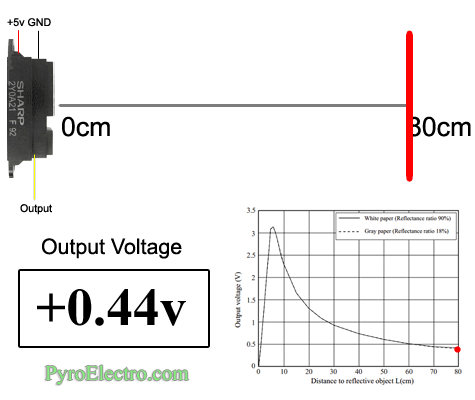 +5v GND
SHARP
2Y0A21 F 92
0cm
80cm
Output
Output Voltage
+0.44v
PyroElectro.com
3.5
3
2.5
2
1.5
1
0.5
0
0 10 20 30 40 50 60 70 80
Output voltage (V)
Distance to reflective object L(cm)
White paper (Reflectance ratio 90%)
Gray paper (Reflectance ratio 18%)